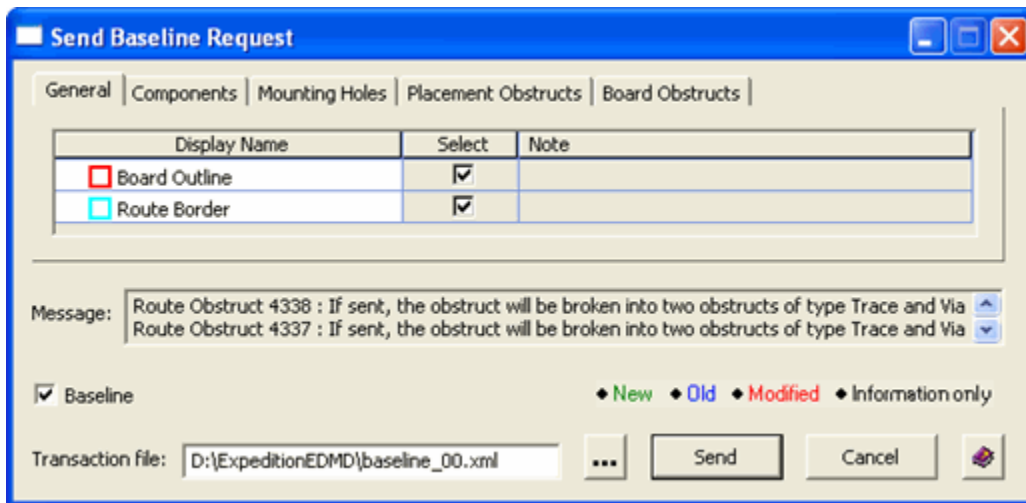 Send Baseline Request
General Components Mounting Holes Placement Obstructs Board Obstructs
Display Name Select Note
Board Outline
Route Border
Message: Route Obstruct 4338 : If sent, the obstruct will be broken into two obstructs of type Trace and Via
Route Obstruct 4337 : If sent, the obstruct will be broken into two obstructs of type Trace and Via
Baseline ◆ New ◆ Old ◆ Modified ◆ Information only
Transaction file: D:\ExpeditionEDMD\baseline_00.xml ... Send Cancel